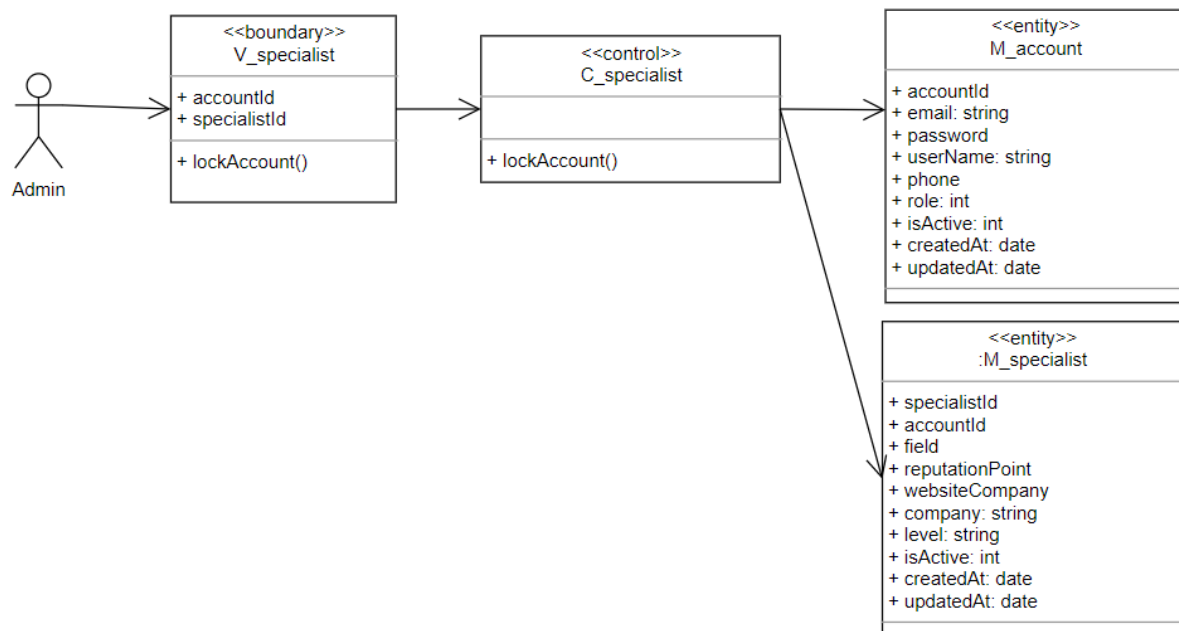 Admin
<<boundary>>
V_specialist
+ accountId
+ specialistId
+ lockAccount()
<<control>>
C_specialist
+ lockAccount()
<<entity>>
M_account
+ accountId
+ email: string
+ password
+ userName: string
+ phone
+ role: int
+ isActive: int
+ createdAt: date
+ updatedAt: date
<<entity>>
:M_specialist
+ specialistId
+ accountId
+ field
+ reputationPoint
+ websiteCompany
+ company: string
+ level: string
+ isActive: int
+ createdAt: date
+ updatedAt: date